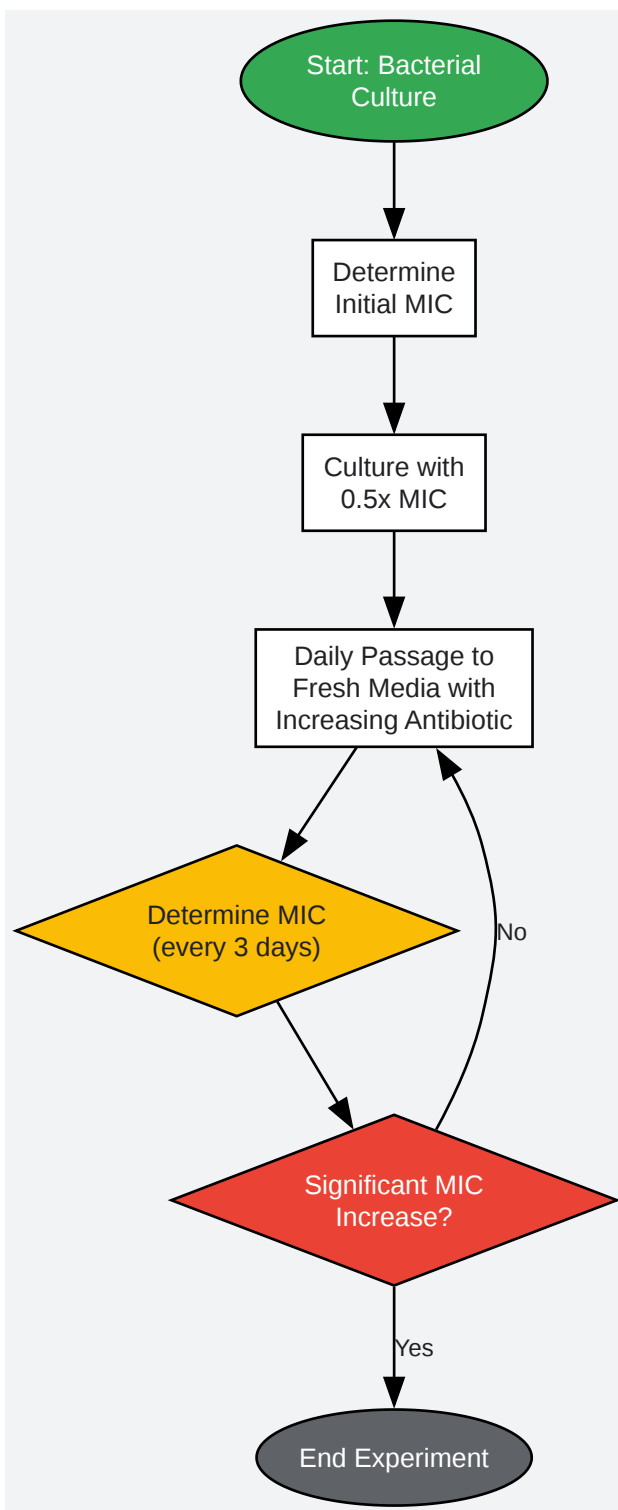 Start: Bacterial
Culture
Determine
Initial MIC
Culture with
0.5x MIC
Daily Passage to
Fresh Media with
Increasing Antibiotic
Determine MIC
(every 3 days)
No
Significant MIC
Increase?
Yes
End Experiment